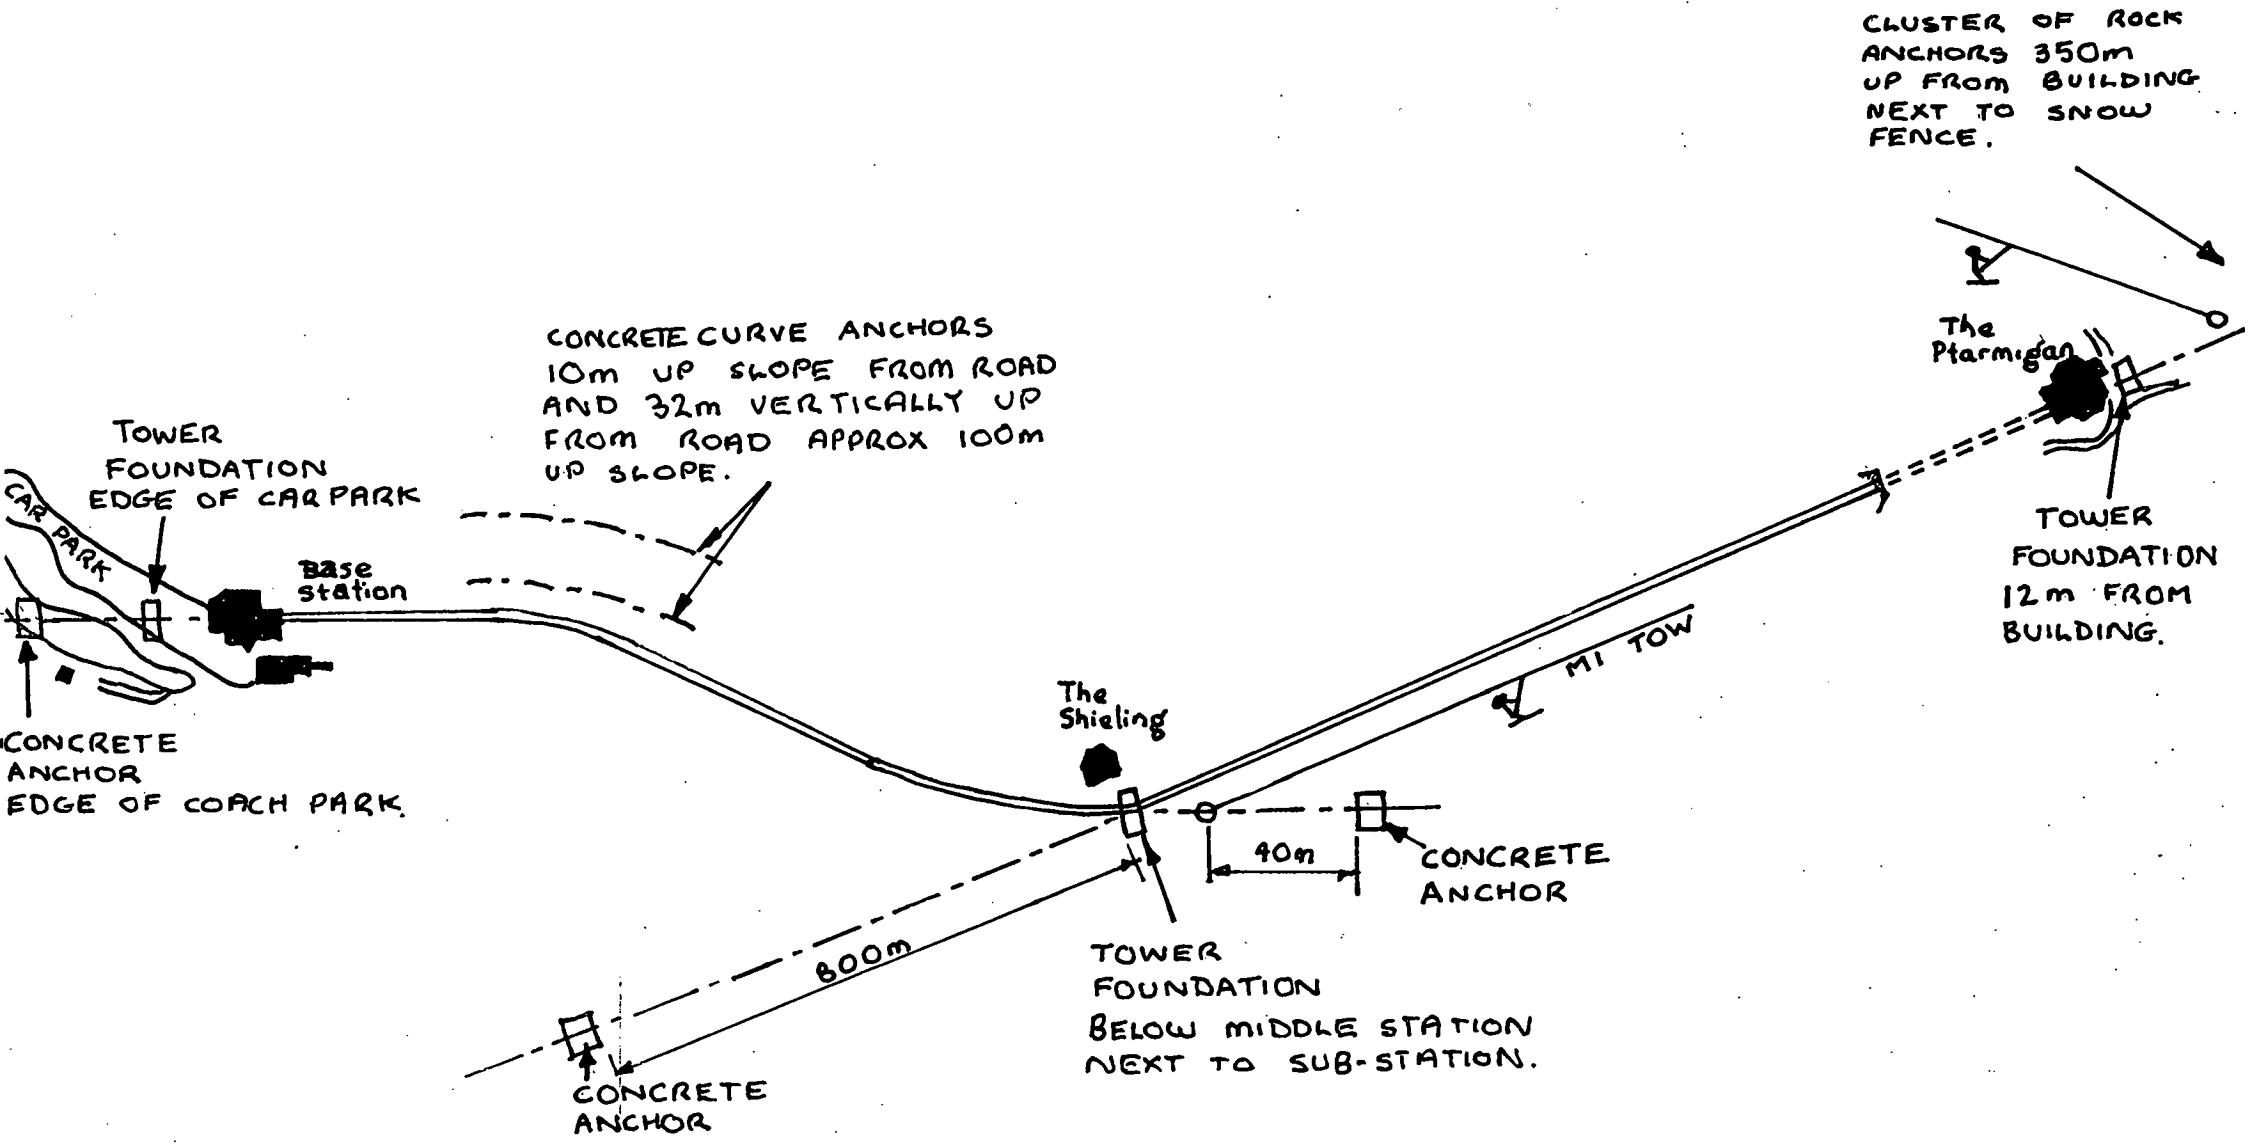 CLUSTER OF ROCK
ANCHORS 350m
UP FROM BUILDING
NEXT TO SNOW
FENCE.
CONCRETE CURVE ANCHORS
10m UP SLOPE FROM ROAD
AND 32m VERTICALLY UP
FROM ROAD APPROX 100m
UP SLOPE.
The
Ptarmigan
TOWER
FOUNDATION
EDGE OF CAR PARK
CAR PARK
Base
station
TOWER
FOUNDATION
12m FROM
BUILDING.
MI TOW
The
Shieling
CONCRETE
ANCHOR
EDGE OF COACH PARK.
40m
CONCRETE
ANCHOR
800m
TOWER
FOUNDATION
BELOW MIDDLE STATION
NEXT TO SUB-STATION.
CONCRETE
ANCHOR